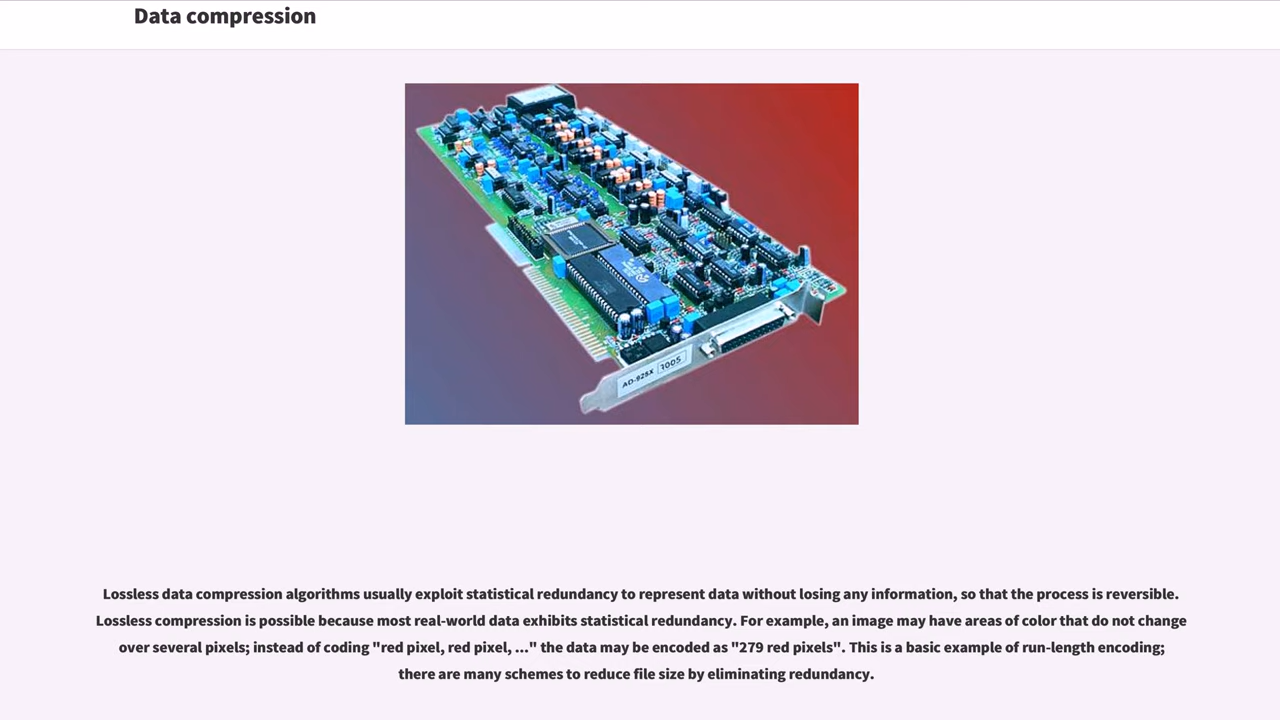 Data compression
AD-925X 1005
Lossless data compression algorithms usually exploit statistical redundancy to represent data without losing any information, so that the process is reversible.
Lossless compression is possible because most real-world data exhibits statistical redundancy. For example, an image may have areas of color that do not change
over several pixels; instead of coding "red pixel, red pixel, ..." the data may be encoded as "279 red pixels". This is a basic example of run-length encoding;
there are many schemes to reduce file size by eliminating redundancy.